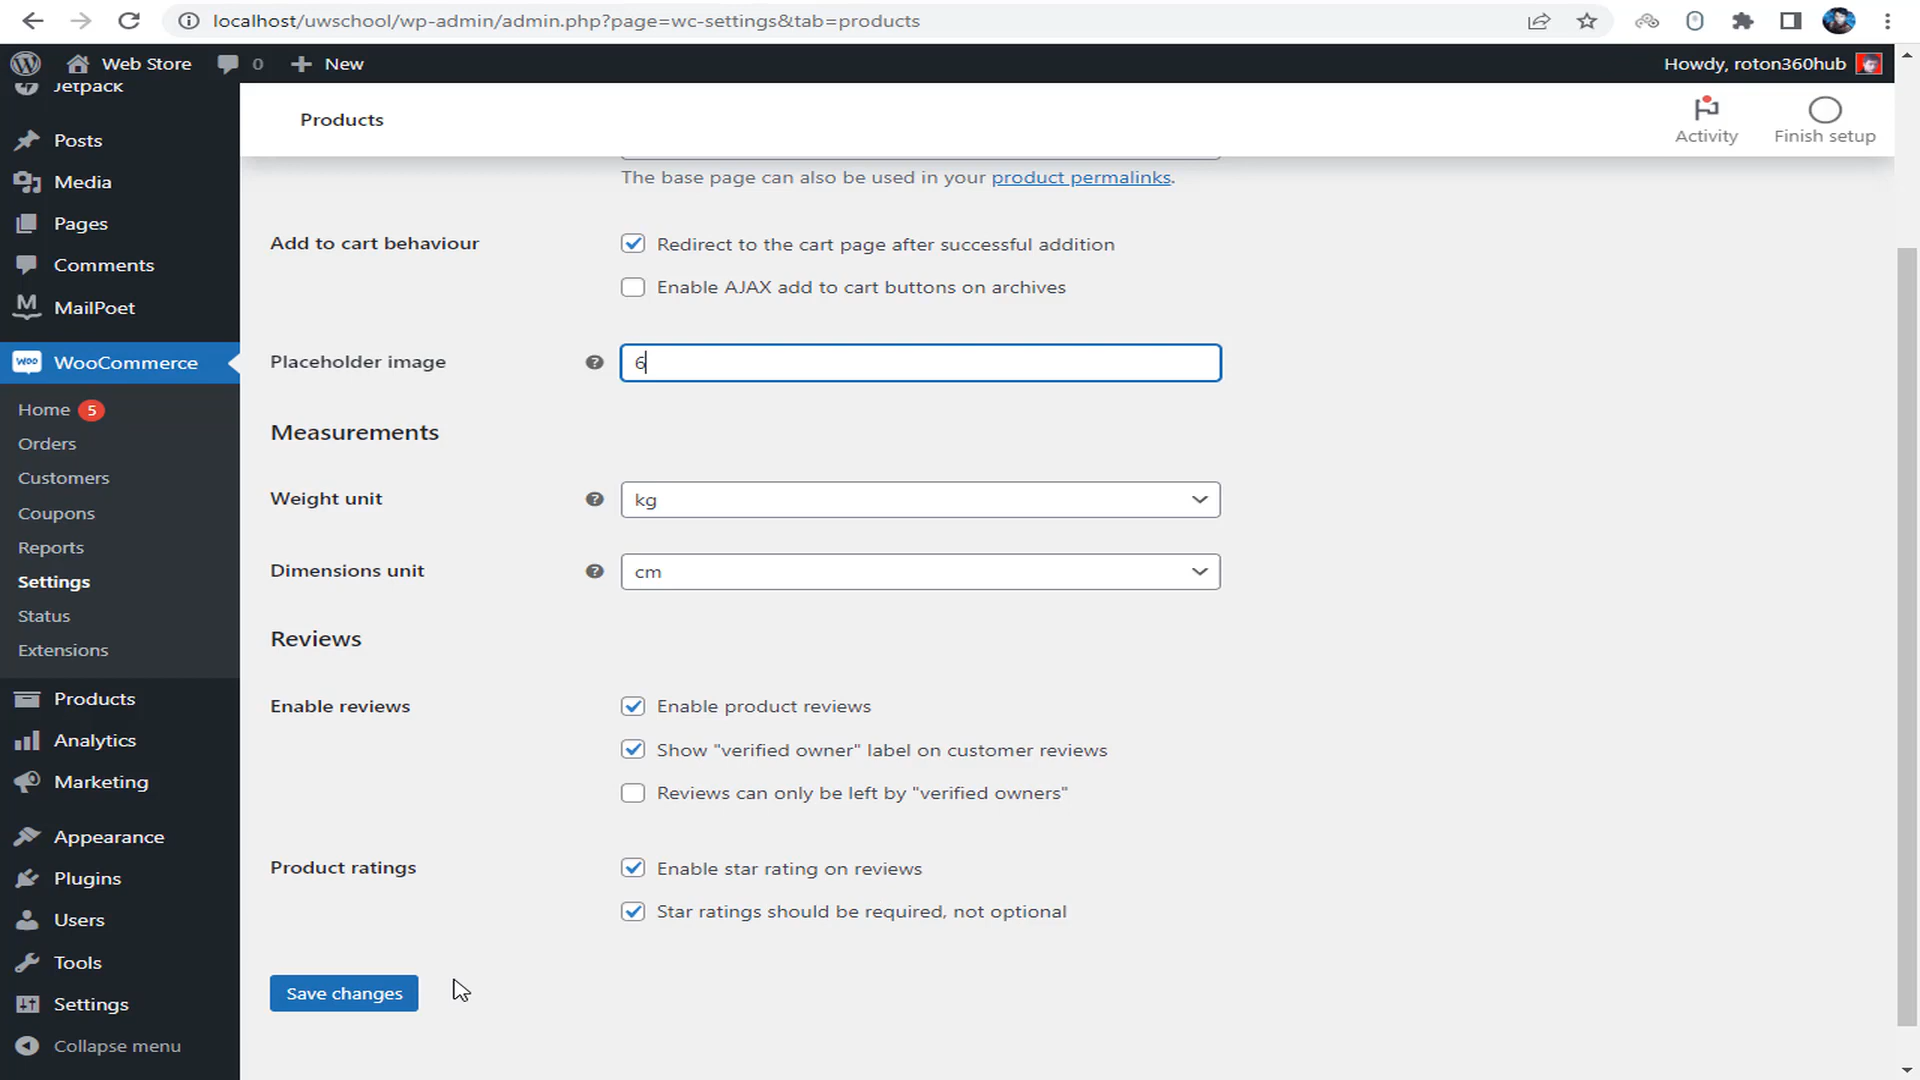 localhost/uwschool/wp-admin/admin.php?page=wc-settings&tab=products
Web Store 0 New Howdy, roton360hub
Jetpack
Posts
Media
Pages
Comments
MailPoet
WooCommerce
Home 5
Orders
Customers
Coupons
Reports
Settings
Status
Extensions
Products
Analytics
Marketing
Appearance
Plugins
Users
Tools
Settings
Collapse menu
Products
Activity
Finish setup
The base page can also be used in your product permalinks.
Add to cart behaviour
Redirect to the cart page after successful addition
Enable AJAX add to cart buttons on archives
Placeholder image
6
Measurements
Weight unit
kg
Dimensions unit
cm
Reviews
Enable reviews
Enable product reviews
Show "verified owner" label on customer reviews
Reviews can only be left by "verified owners"
Product ratings
Enable star rating on reviews
Star ratings should be required, not optional
Save changes